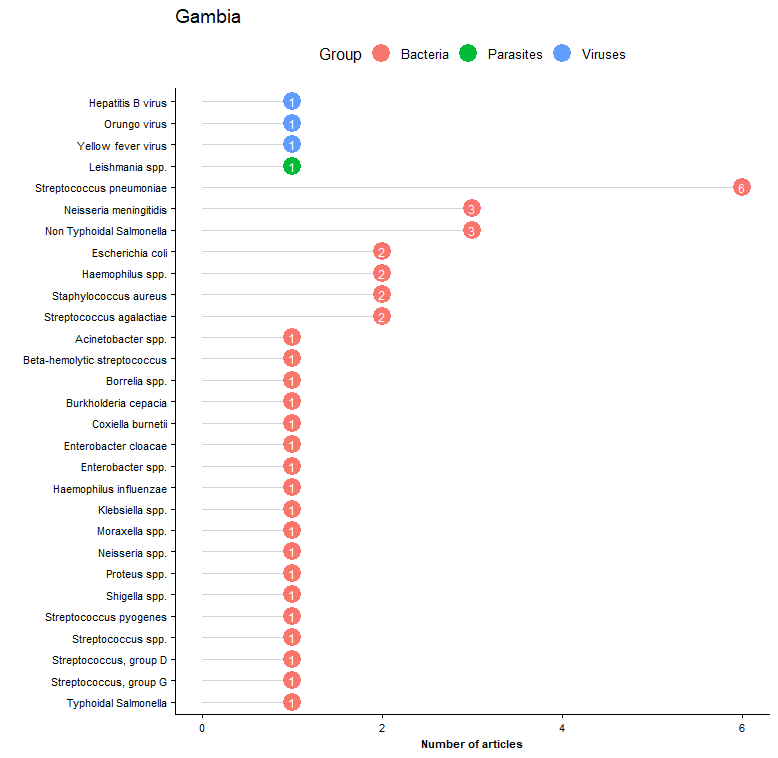 Gambia
Group Bacteria Parasites Viruses
Hepatitis B virus 1
Orungo virus 1
Yellow fever virus 1
Leishmania spp. 1
Streptococcus pneumoniae 6
Neisseria meningitidis 3
Non Typhoidal Salmonella 3
Escherichia coli 2
Haemophilus spp. 2
Staphylococcus aureus 2
Streptococcus agalactiae 2
Acinetobacter spp. 1
Beta-hemolytic streptococcus 1
Borrelia spp. 1
Burkholderia cepacia 1
Coxiella burnetii 1
Enterobacter cloacae 1
Enterobacter spp. 1
Haemophilus influenzae 1
Klebsiella spp. 1
Moraxella spp. 1
Neisseria spp. 1
Proteus spp. 1
Shigella spp. 1
Streptococcus pyogenes 1
Streptococcus spp. 1
Streptococcus, group D 1
Streptococcus, group G 1
Typhoidal Salmonella 1
0 2 4 6
Number of articles